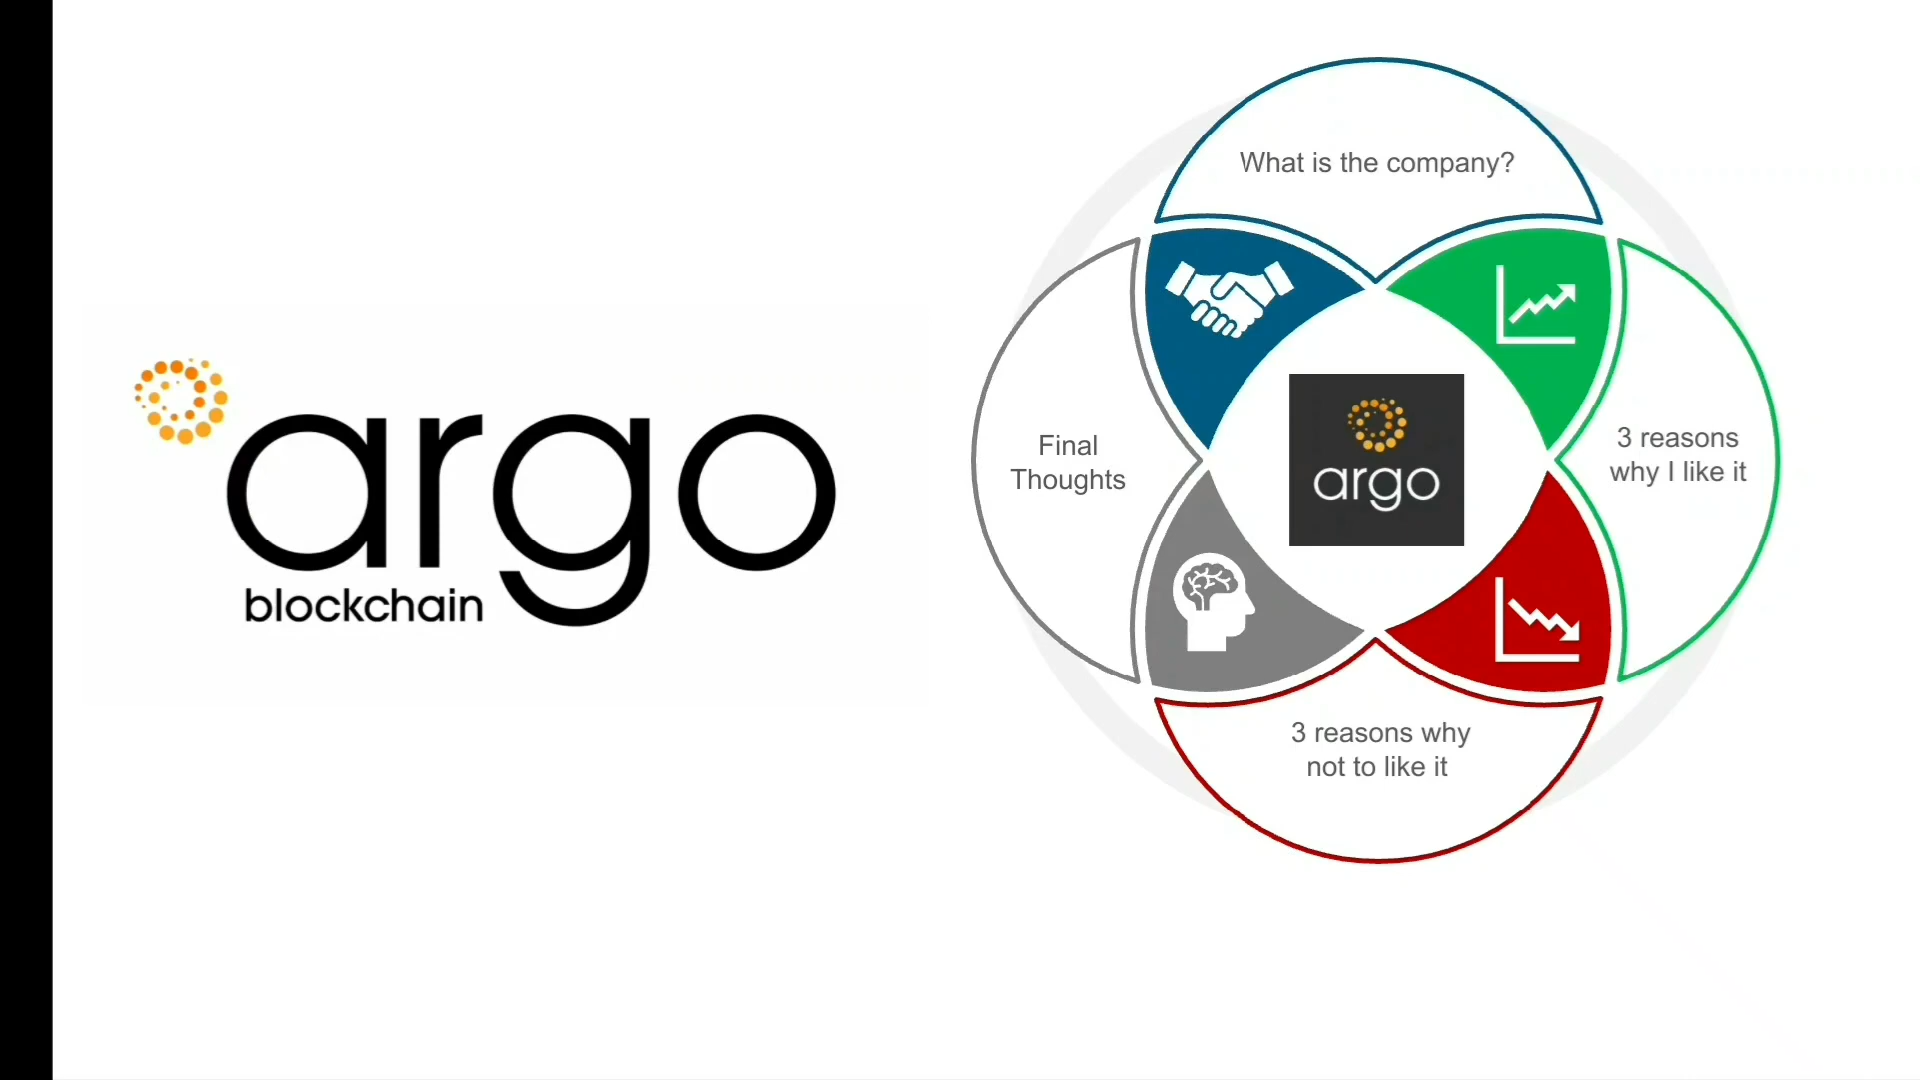 argo
blockchain
What is the company?
Final
Thoughts
argo
3 reasons
why I like it
3 reasons why
not to like it